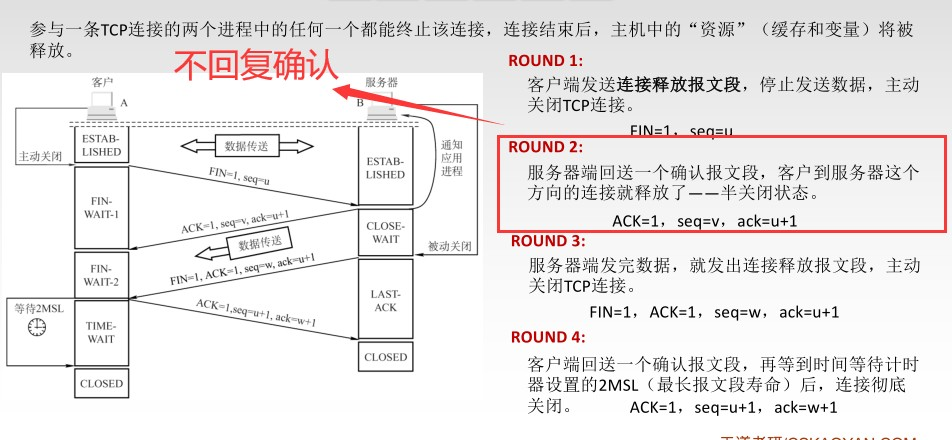 参与一条TCP连接的两个进程中的任何一个都能终止该连接，连接结束后，主机中的“资源”（缓存和变量）将被
释放。
不回复确认
客户
服务器
A
B
ESTAB-
LISHED
数据传送
ESTAB-
LISHED
通知
应用
进程
主动关闭
FIN=1, seq=u
FIN-
WAIT-1
ACK=1, seq=v, ack=u+1
CLOSE-
WAIT
数据传送
被动关闭
FIN-
WAIT-2
FIN=1, ACK=1, seq=w, ack=u+1
LAST-
ACK
等待2MSL
ACK=1,seq=u+1, ack=w+1
TIME-
WAIT
CLOSED
CLOSED
ROUND 1:
客户端发送连接释放报文段，停止发送数据，主动
关闭TCP连接。
FIN=1，seq=u
ROUND 2:
服务器端回送一个确认报文段，客户到服务器这个
方向的连接就释放了——半关闭状态。
ACK=1，seq=v，ack=u+1
ROUND 3:
服务器端发完数据，就发出连接释放报文段，主动
关闭TCP连接。
FIN=1，ACK=1，seq=w，ack=u+1
ROUND 4:
客户端回送一个确认报文段，再等到时间等待计时
器设置的2MSL（最长报文段寿命）后，连接彻底
关闭。 ACK=1，seq=u+1，ack=w+1